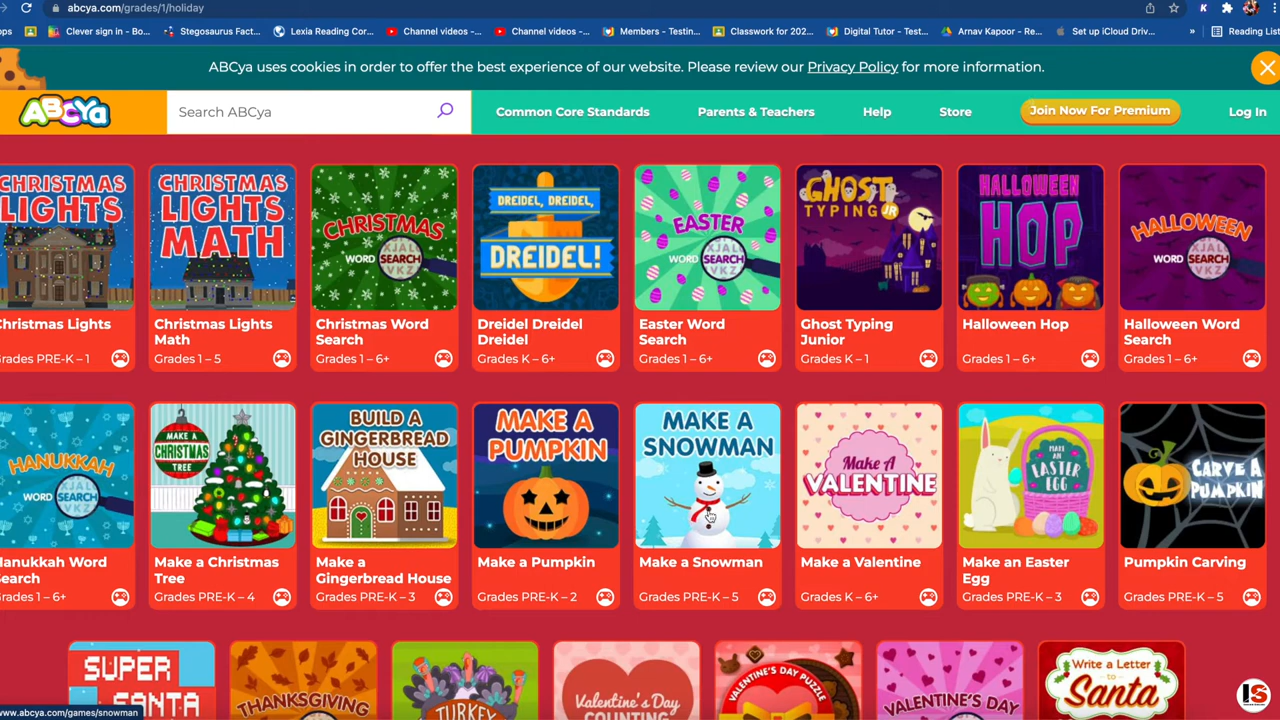 abcya.com/grades/1/holiday
Clever sign in - Bo...
Stegosaurus Fact...
Lexia Reading Cor...
Channel videos -...
Channel videos -...
Members - Testin...
Classwork for 202...
Digital Tutor - Test...
Arnav Kapoor - Re...
Set up iCloud Driv...
»
Reading List
ABCya uses cookies in order to offer the best experience of our website. Please review our Privacy Policy for more information.
ABCYa
Search ABCya
Common Core Standards
Parents & Teachers
Help
Store
Join Now For Premium
Log In
CHRISTMAS
LIGHTS
CHRISTMAS
LIGHTS
MATH
CHRISTMAS
WORD SEARCH
DREIDEL, DREIDEL,
DREIDEL!
EASTER
WORD SEARCH
GHOST
TYPING JR
HALLOWEEN
HOP
HALLOWEEN
WORD SEARCH
Christmas Lights
Grades PRE-K – 1
Christmas Lights
Math
Grades 1 – 5
Christmas Word
Search
Grades 1 – 6+
Dreidel Dreidel
Dreidel
Grades K – 6+
Easter Word
Search
Grades 1 – 6+
Ghost Typing
Junior
Grades K – 1
Halloween Hop
Grades 1 – 6+
Halloween Word
Search
Grades 1 – 6+
HANUKKAH
WORD SEARCH
MAKE A
CHRISTMAS
TREE
BUILD A
GINGERBREAD
HOUSE
MAKE A
PUMPKIN
MAKE A
SNOWMAN
Make A
VALENTINE
MAKE
AN
EASTER
EGG
CARVE A
PUMPKIN
Hanukkah Word
Search
Grades 1 – 6+
Make a Christmas
Tree
Grades PRE-K – 4
Make a
Gingerbread House
Grades PRE-K – 3
Make a Pumpkin
Grades PRE-K – 2
Make a Snowman
Grades PRE-K – 5
Make a Valentine
Grades K – 6+
Make an Easter
Egg
Grades PRE-K – 3
Pumpkin Carving
Grades PRE-K – 5
SUPER
SANTA
THANKSGIVING
TURKEY
Valentine's Day
COUNTING
VALENTINE'S DAY PUZZLE
VALENTINE'S DAY
Write a Letter
to
Santa
www.abcya.com/games/snowman
IS